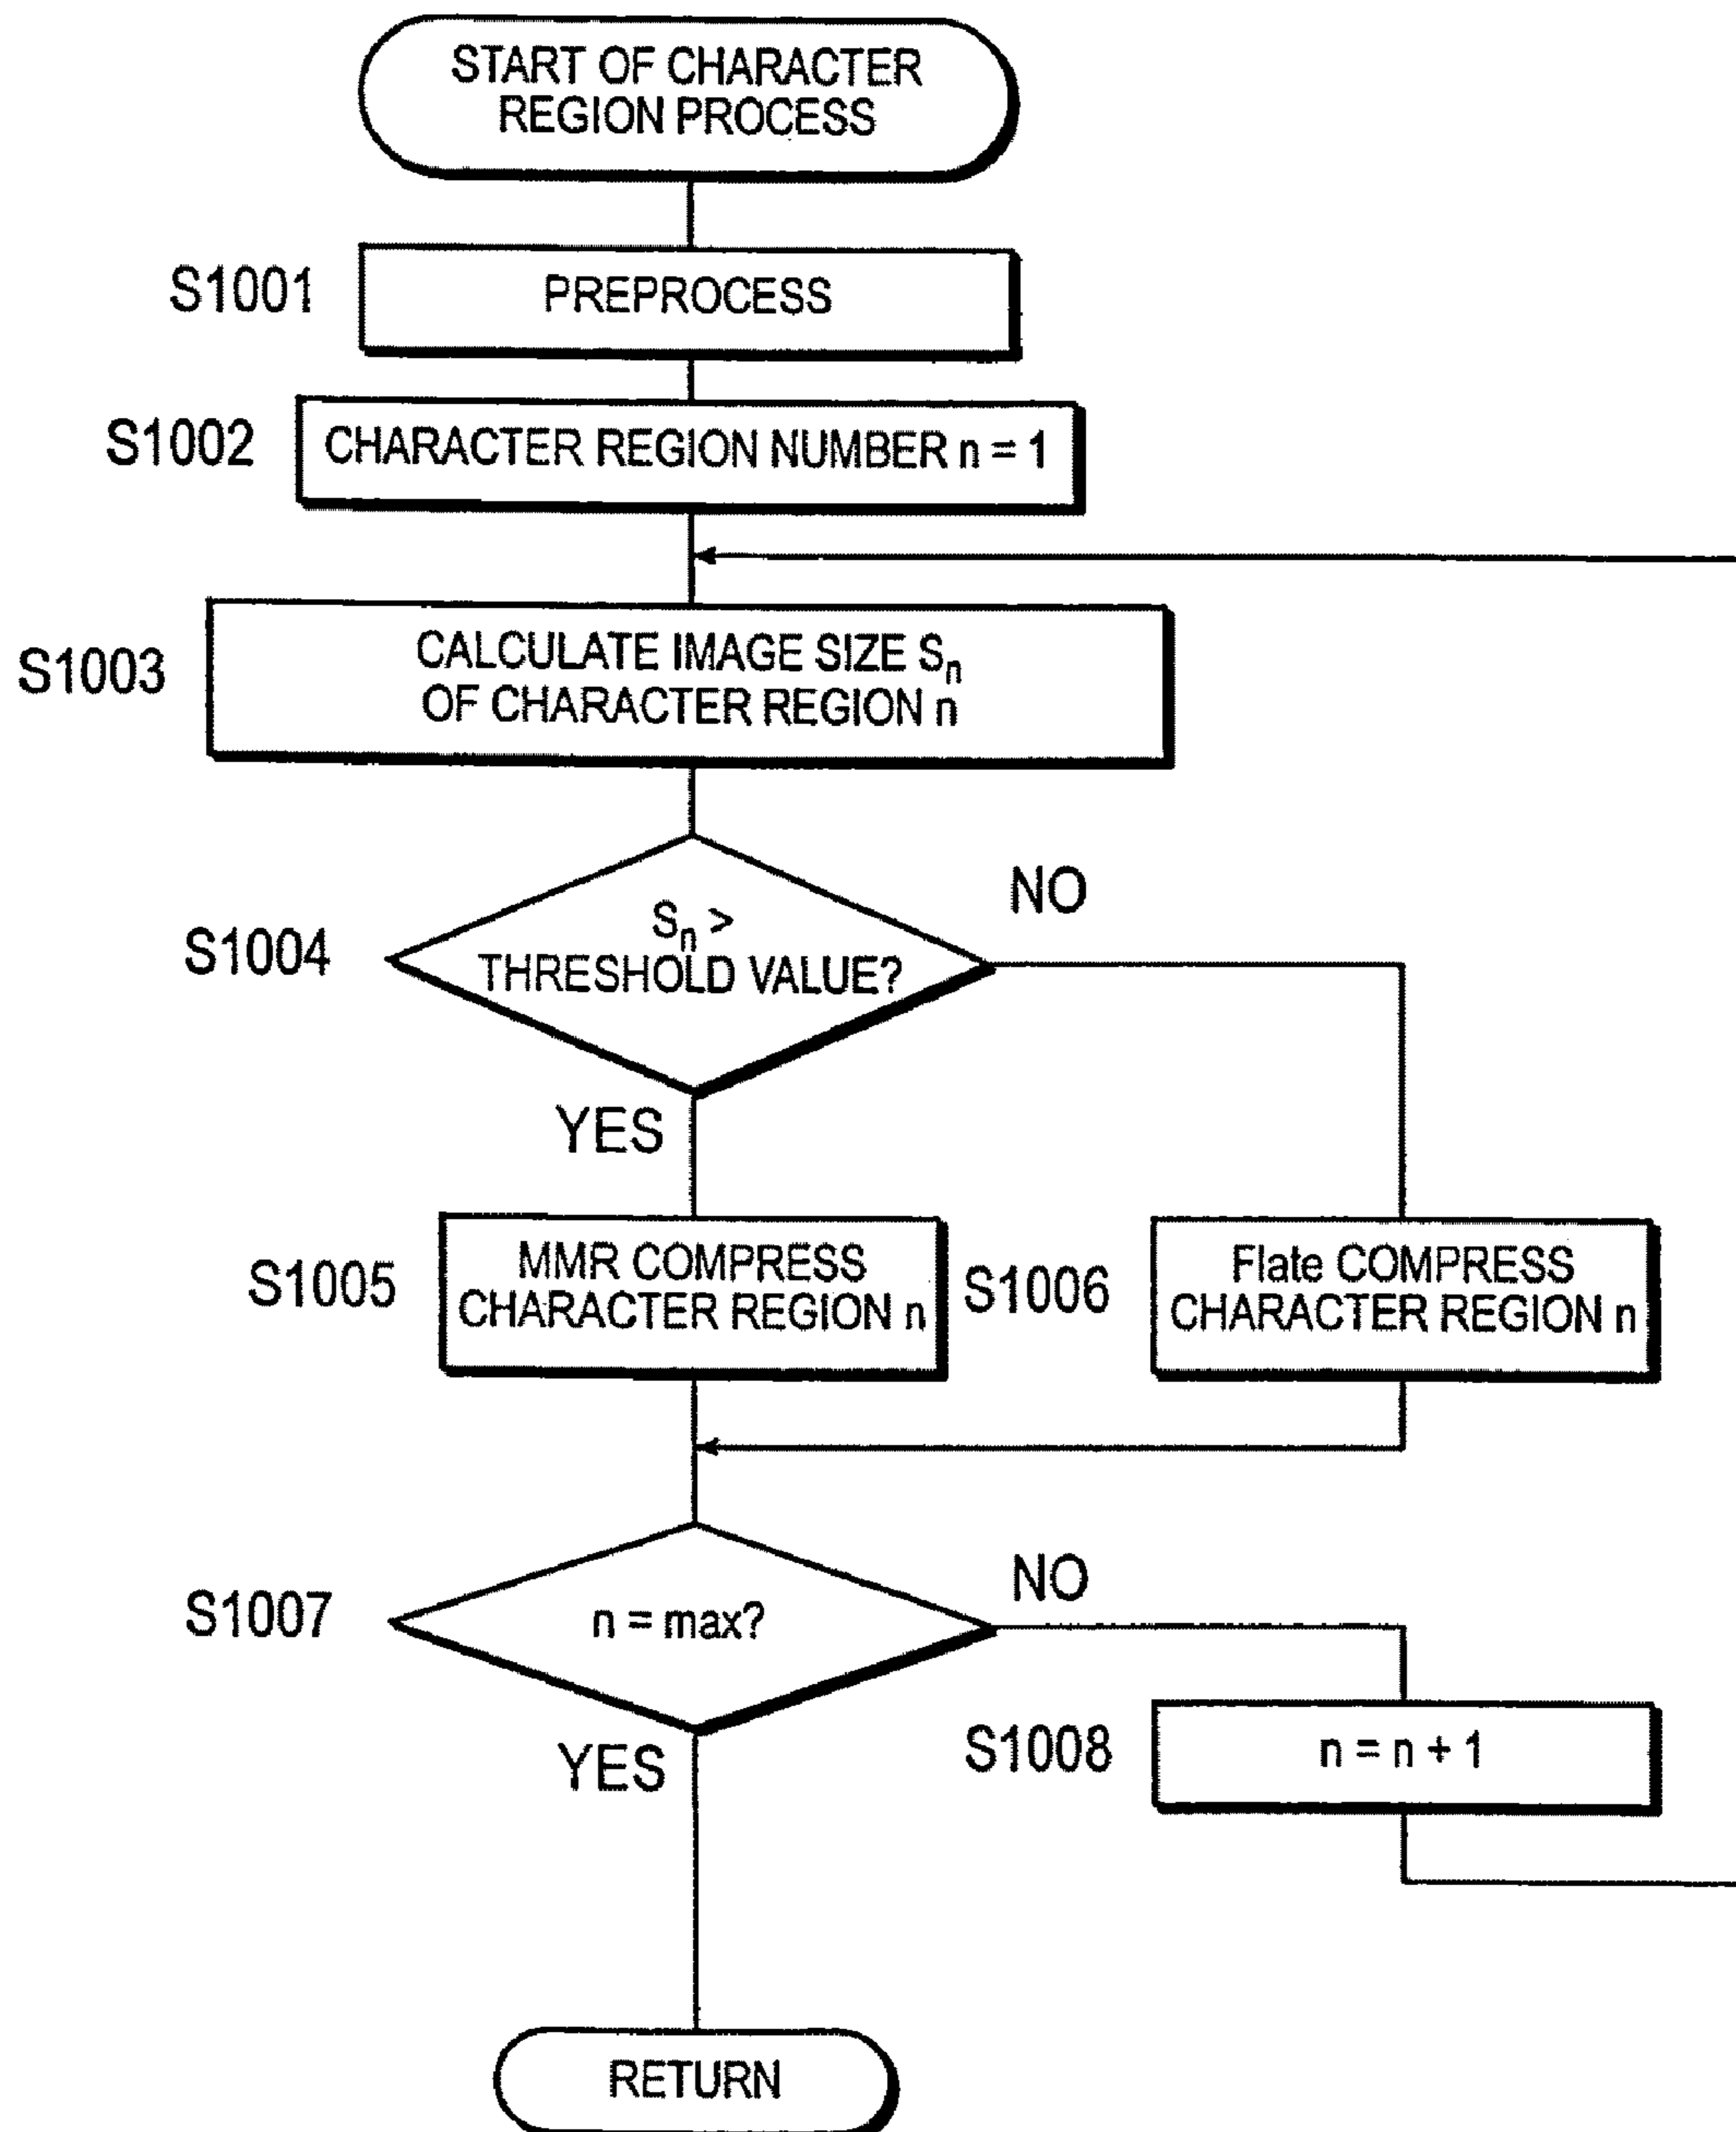 START OF CHARACTER
REGION PROCESS
S1001
PREPROCESS
S1002
CHARACTER REGION NUMBER n = 1
S1003
CALCULATE IMAGE SIZE Sn
OF CHARACTER REGION n
S1004
Sn >
THRESHOLD VALUE?
NO
YES
S1005
MMR COMPRESS
CHARACTER REGION n
S1006
Flate COMPRESS
CHARACTER REGION n
S1007
n = max?
NO
YES
S1008
n = n + 1
RETURN